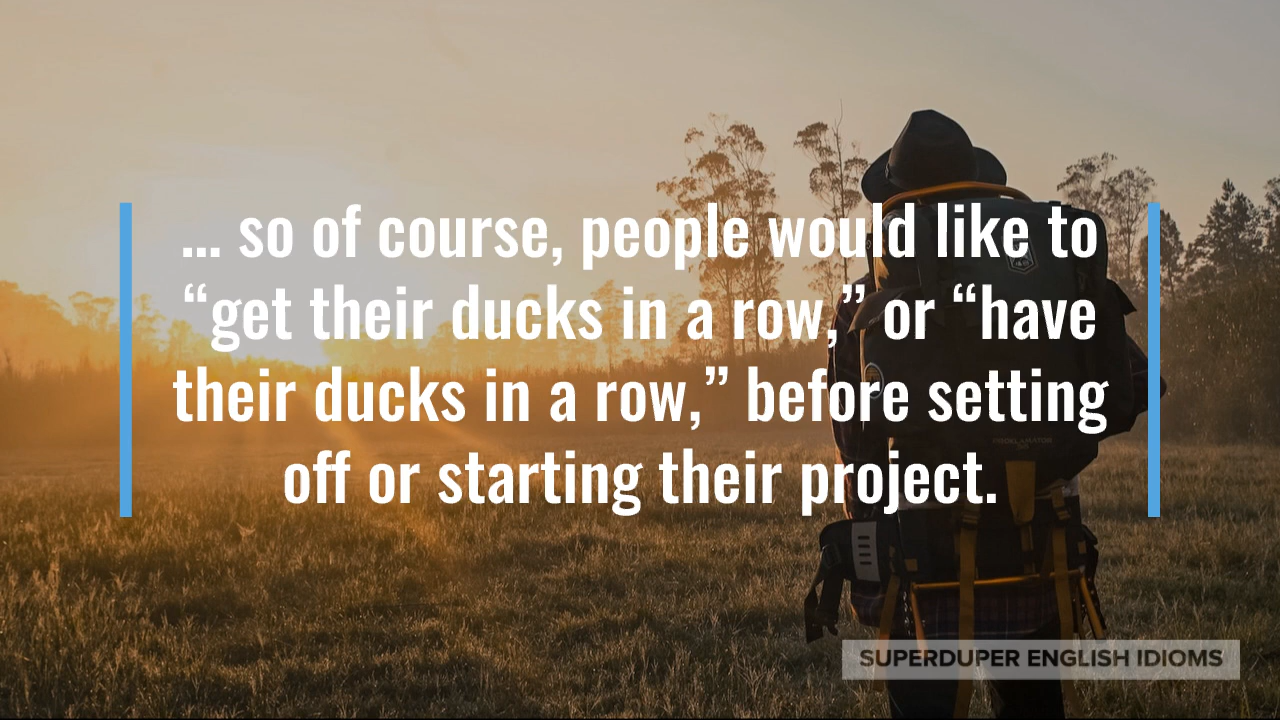 ... so of course, people would like to
“get their ducks in a row,” or “have
their ducks in a row,” before setting
off or starting their project.
SUPERDUPER ENGLISH IDIOMS